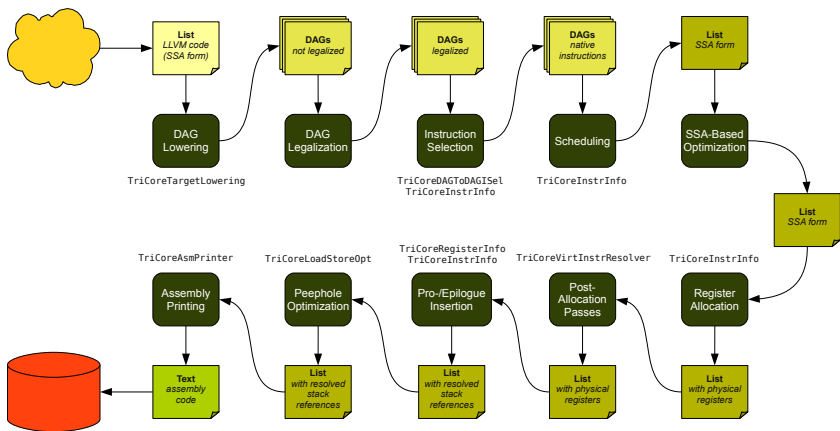 List
LLVM code
(SSA form)
DAGs
not legalized
DAGs
legalized
DAGs
native
instructions
List
SSA form
DAG
Lowering
DAG
Legalization
Instruction
Selection
Scheduling
SSA-Based
Optimization
TriCoreTargetLowering
TriCoreDAGToDAGISel
TriCoreInstrInfo
TriCoreInstrInfo
List
SSA form
TriCoreAsmPrinter
TriCoreLoadStoreOpt
TriCoreRegisterInfo
TriCoreInstrInfo
TriCoreVirtInstrResolver
TriCoreInstrInfo
Assembly
Printing
Peephole
Optimization
Pro-/Epilogue
Insertion
Post-
Allocation
Passes
Register
Allocation
Text
assembly
code
List
with resolved
stack
references
List
with resolved
stack
references
List
with physical
registers
List
with physical
registers